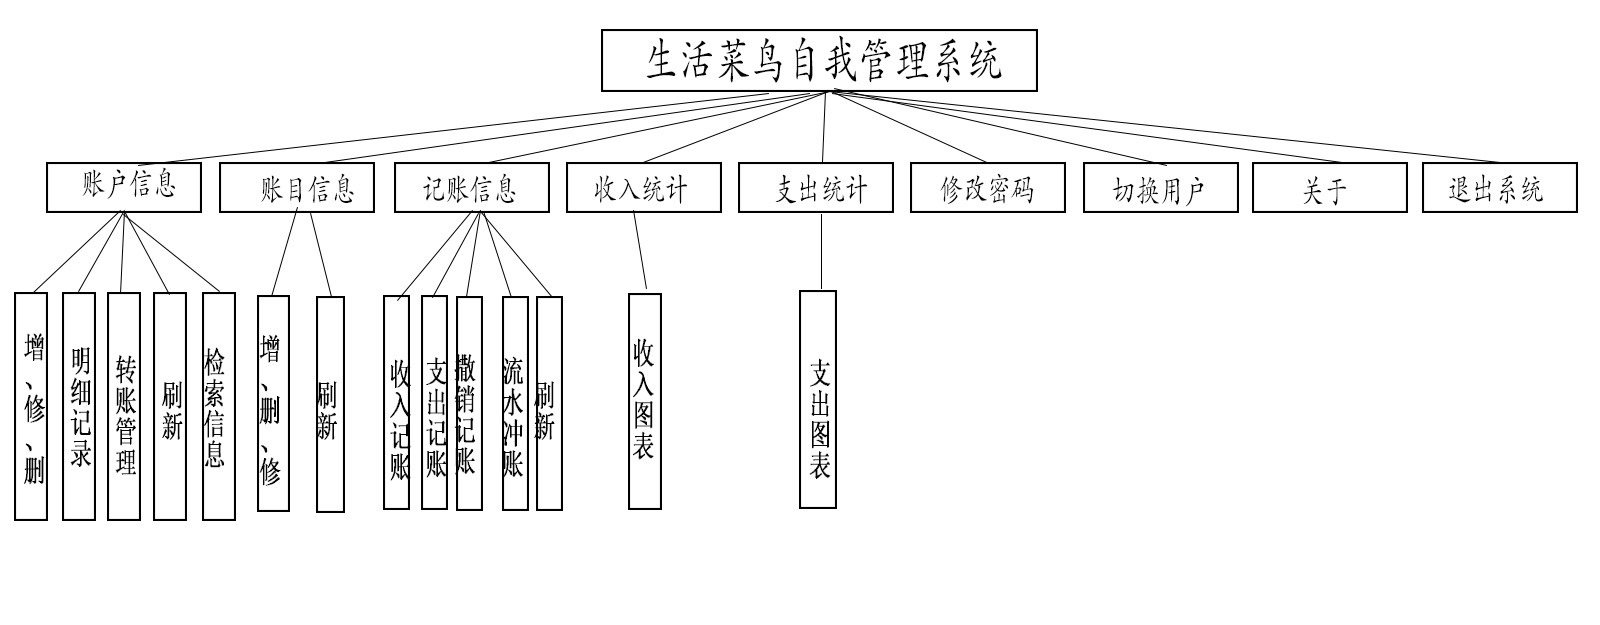 生活菜鸟自我管理系统
账户信息
账目信息
记账信息
收入统计
支出统计
修改密码
切换用户
关于
退出系统
增、修、删
明细记录
转账管理
刷新
检索信息
增、删、修
刷新
收入记账
支出记账
撒销记账
流水冲账
刷新
收入图表
支出图表